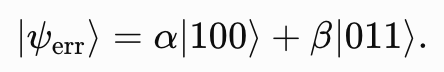 |ψ_err⟩ = α|100⟩ + β|011⟩.